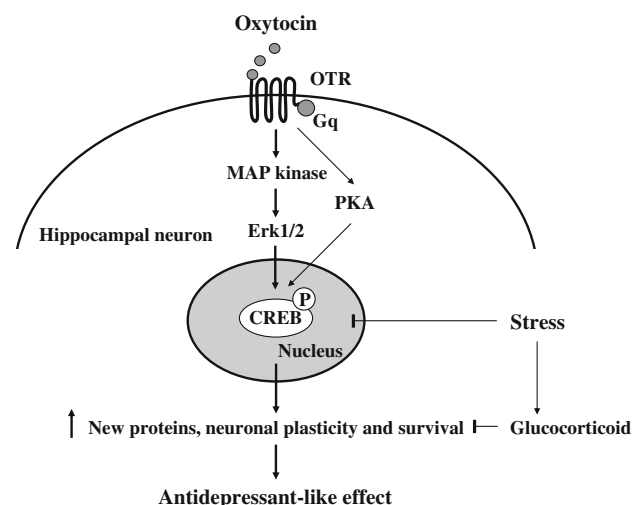 Oxytocin
OTR
Gq
MAP kinase
PKA
Erk1/2
Hippocampal neuron
P
CREB
Stress
Nucleus
New proteins, neuronal plasticity and survival
Glucocorticoid
Antidepressant-like effect